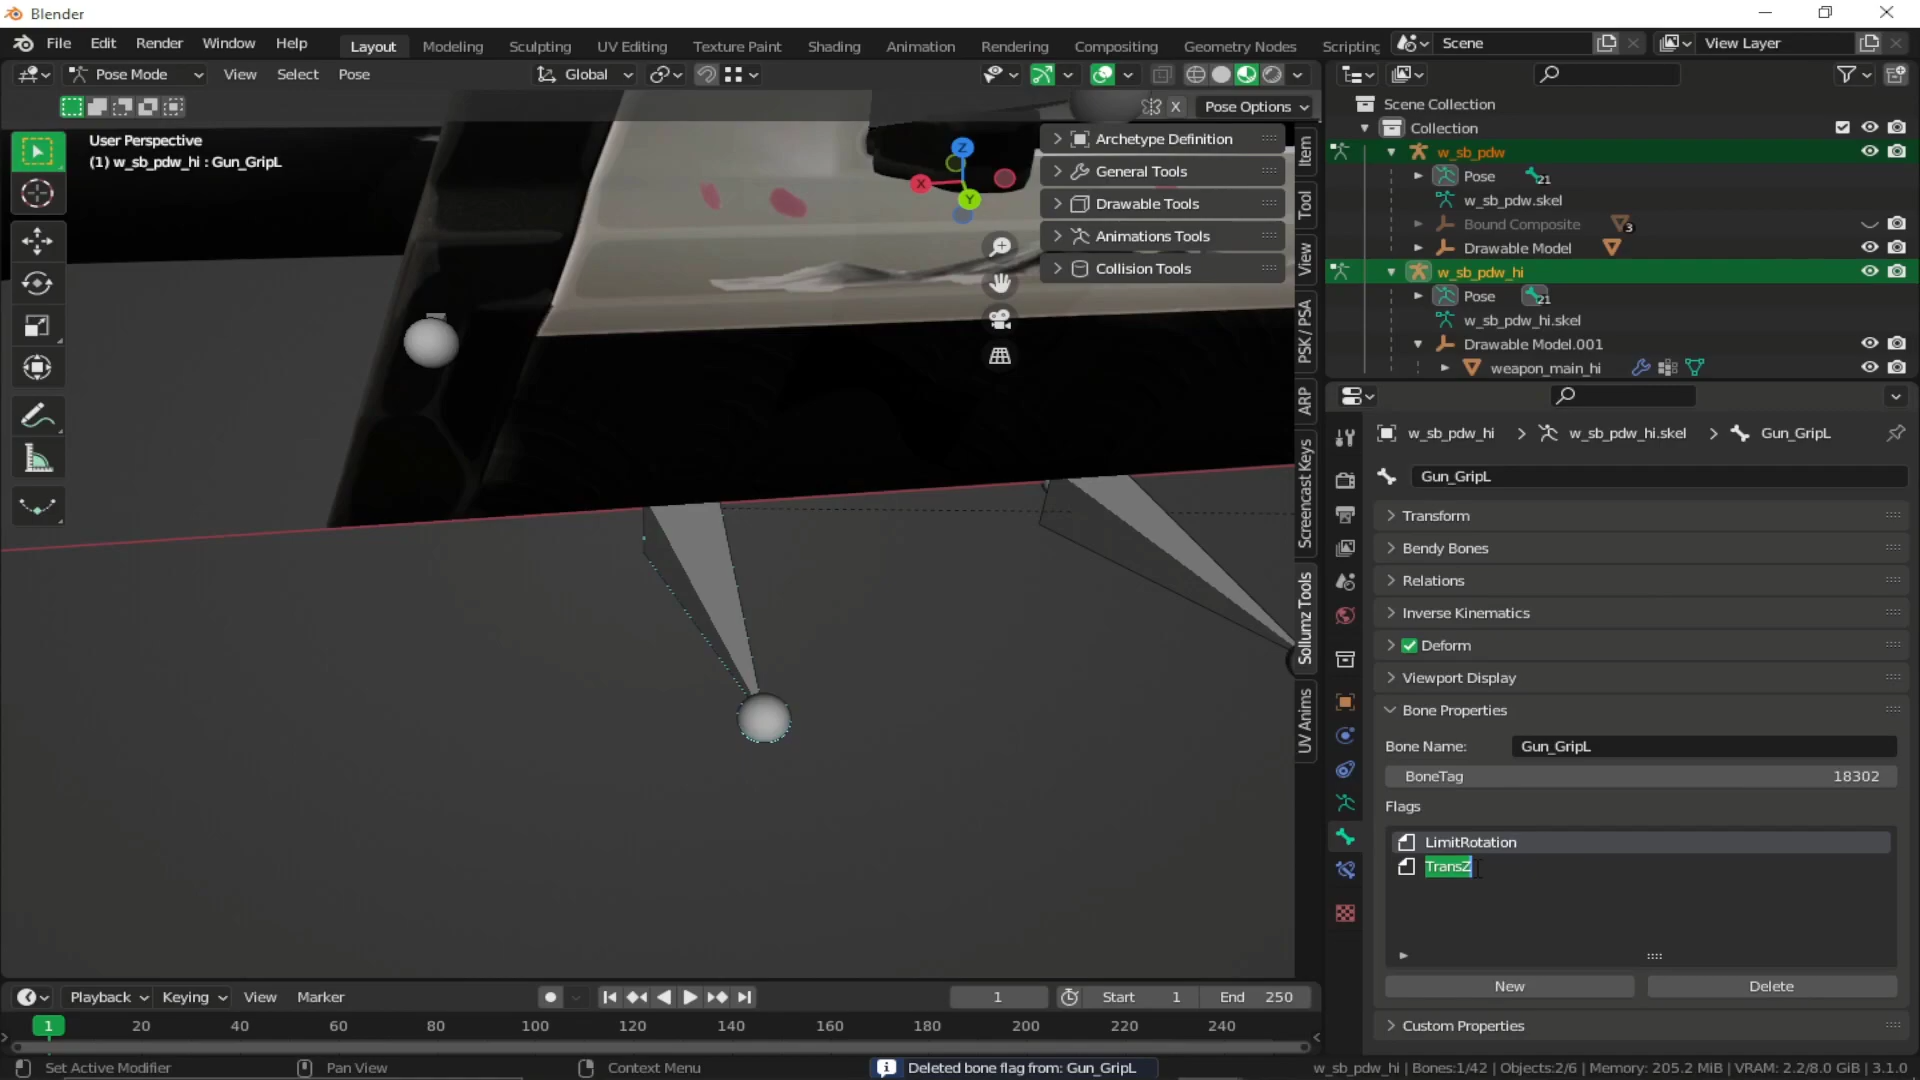 Blender
File Edit Render Window Help Layout Modeling Sculpting UV Editing Texture Paint Shading Animation Rendering Compositing Geometry Nodes Scripting Scene View Layer
Pose Mode View Select Pose Global
X Pose Options
User Perspective
(1) w_sb_pdw_hi : Gun_GripL
Z
X
Y
Archetype Definition
General Tools
Drawable Tools
Animations Tools
Collision Tools
Item
Tool
View
PSK / PSA
ARP
Screencast Keys
Sollumz Tools
UV Anims
Scene Collection
Collection
w_sb_pdw
Pose 21
w_sb_pdw.skel
Bound Composite 3
Drawable Model
w_sb_pdw_hi
Pose 21
w_sb_pdw_hi.skel
Drawable Model.001
weapon_main_hi
w_sb_pdw_hi w_sb_pdw_hi.skel Gun_GripL
Gun_GripL
Transform
Bendy Bones
Relations
Inverse Kinematics
Deform
Viewport Display
Bone Properties
Bone Name: Gun_GripL
BoneTag 18302
Flags
LimitRotation
TransZ
New Delete
Custom Properties
Playback Keying View Marker 1 Start 1 End 250
1 20 40 60 80 100 120 140 160 180 200 220 240
Set Active Modifier Pan View Context Menu Deleted bone flag from: Gun_GripL w_sb_pdw_hi | Bones:1/42 | Objects:2/6 | Memory: 205.2 MiB | VRAM: 2.2/8.0 GiB | 3.1.0